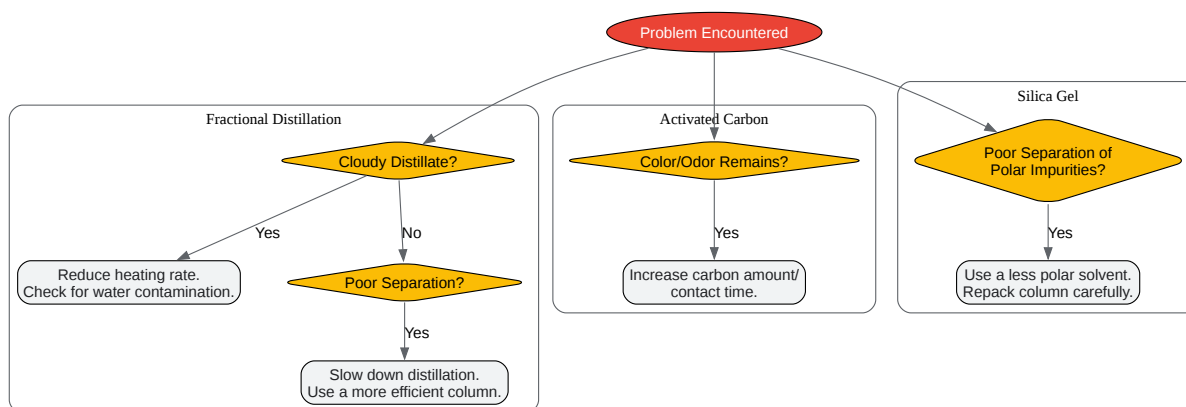 Problem Encountered
Fractional Distillation
Cloudy Distillate?
Yes
No
Reduce heating rate.
Check for water contamination.
Poor Separation?
Yes
Slow down distillation.
Use a more efficient column.
Activated Carbon
Color/Odor Remains?
Yes
Increase carbon amount/
contact time.
Silica Gel
Poor Separation of
Polar Impurities?
Yes
Use a less polar solvent.
Repack column carefully.